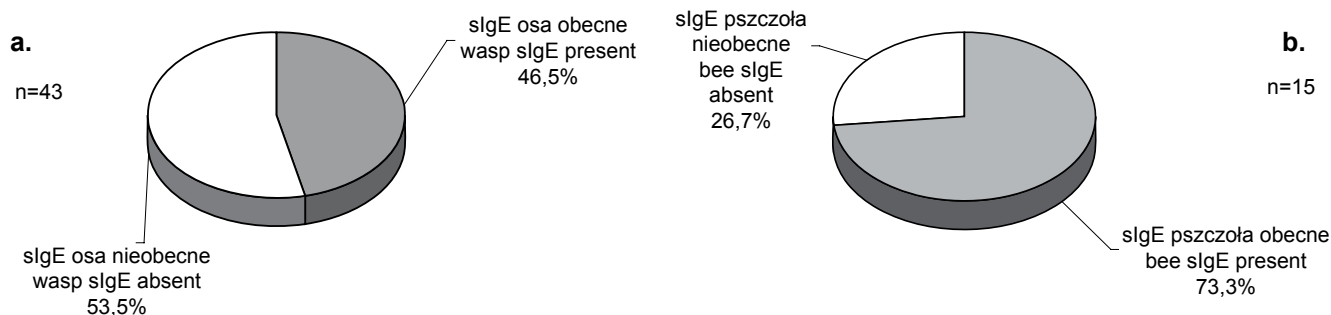 a.
n=43
sIgE osa obecne
wasp sIgE present
46,5%
sIgE osa nieobecne
wasp sIgE absent
53,5%
sIgE pszczoła
nieobecne
bee sIgE
absent
26,7%
b.
n=15
sIgE pszczoła obecne
bee sIgE present
73,3%